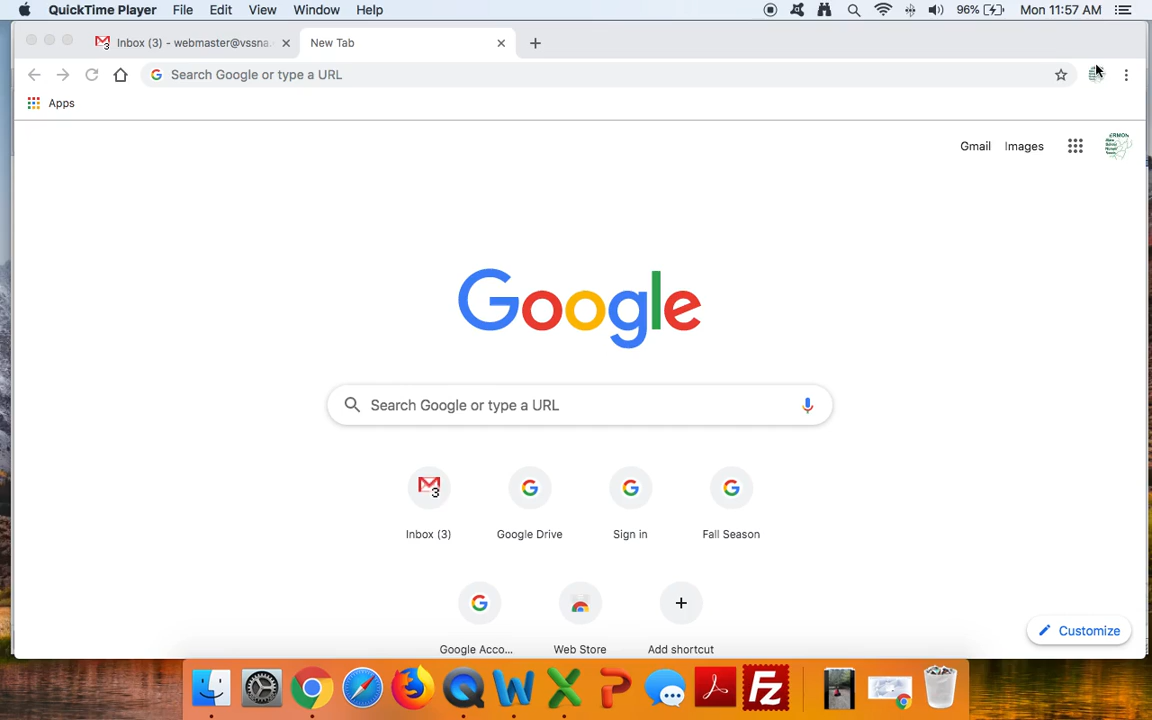 QuickTime Player File Edit View Window Help 96% Mon 11:57 AM
Inbox (3) - webmaster@vssna. New Tab
Search Google or type a URL
Apps
Gmail Images
Google
Search Google or type a URL
3
Inbox (3) Google Drive Sign in Fall Season
Google Acco... Web Store Add shortcut
Customize